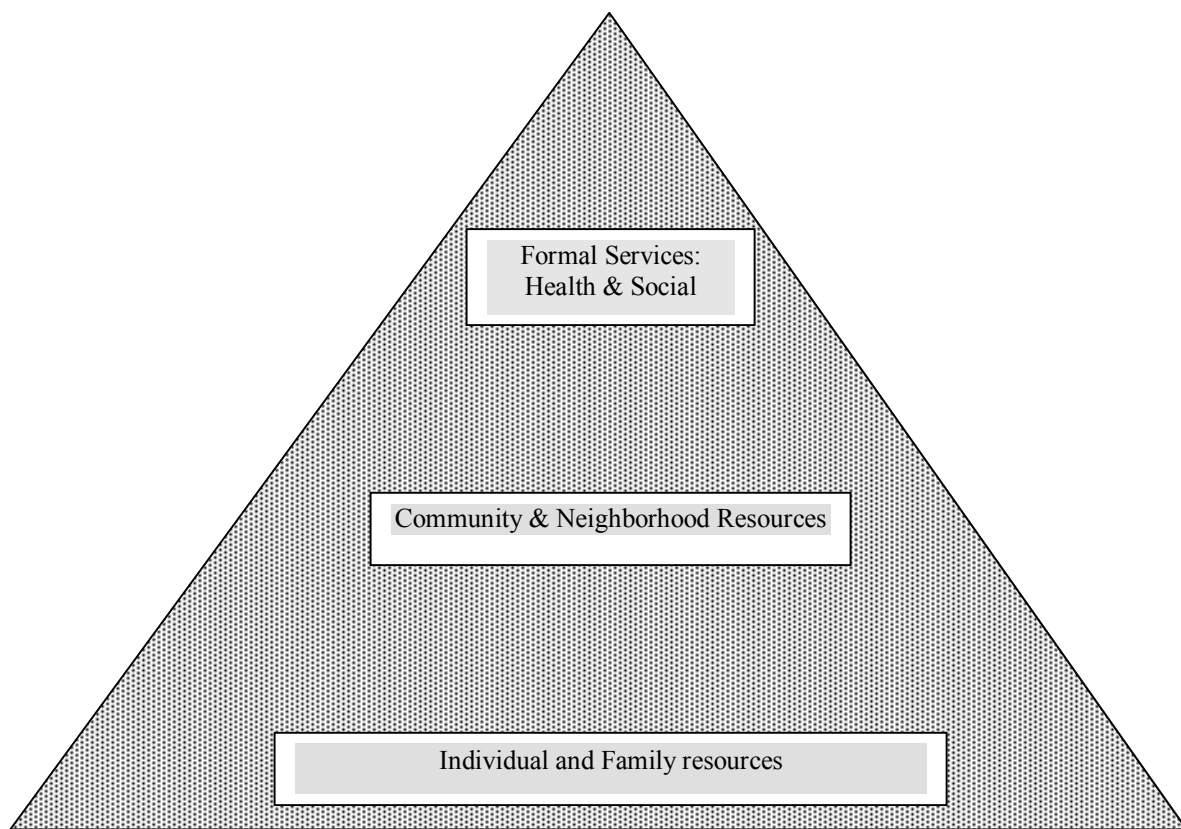 Formal Services:
Health & Social
Community & Neighborhood Resources
Individual and Family resources